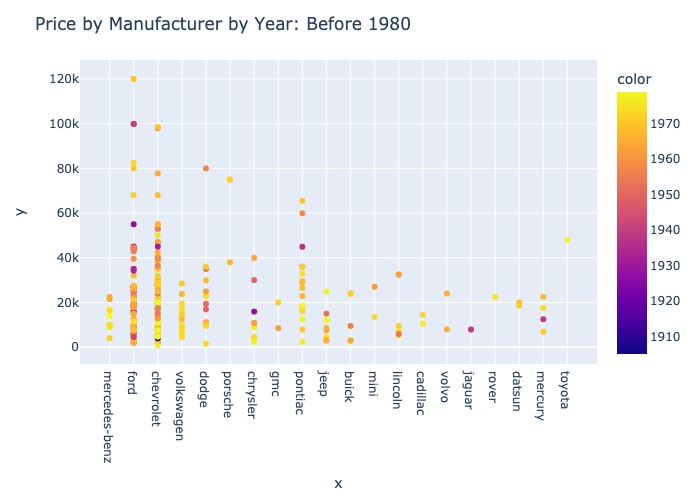 Price by Manufacturer by Year: Before 1980
color
120k
100k
80k
60k
40k
20k
0
y
1970
1960
1950
1940
1930
1920
1910
mercedes-benz
ford
chevrolet
volkswagen
dodge
porsche
chrysler
gmc
pontiac
jeep
buick
mini
lincoln
cadillac
volvo
jaguar
rover
datsun
mercury
toyota
x